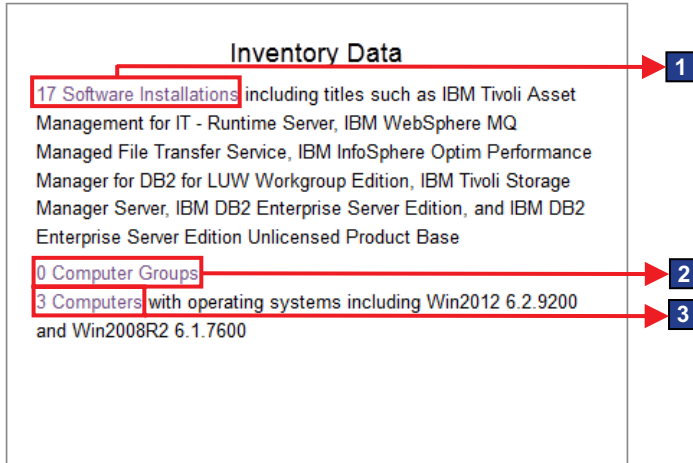 Inventory Data
1
17 Software Installations including titles such as IBM Tivoli Asset
Management for IT - Runtime Server, IBM WebSphere MQ
Managed File Transfer Service, IBM InfoSphere Optim Performance
Manager for DB2 for LUW Workgroup Edition, IBM Tivoli Storage
Manager Server, IBM DB2 Enterprise Server Edition, and IBM DB2
Enterprise Server Edition Unlicensed Product Base
0 Computer Groups
2
3 Computers with operating systems including Win2012 6.2.9200
3
and Win2008R2 6.1.7600